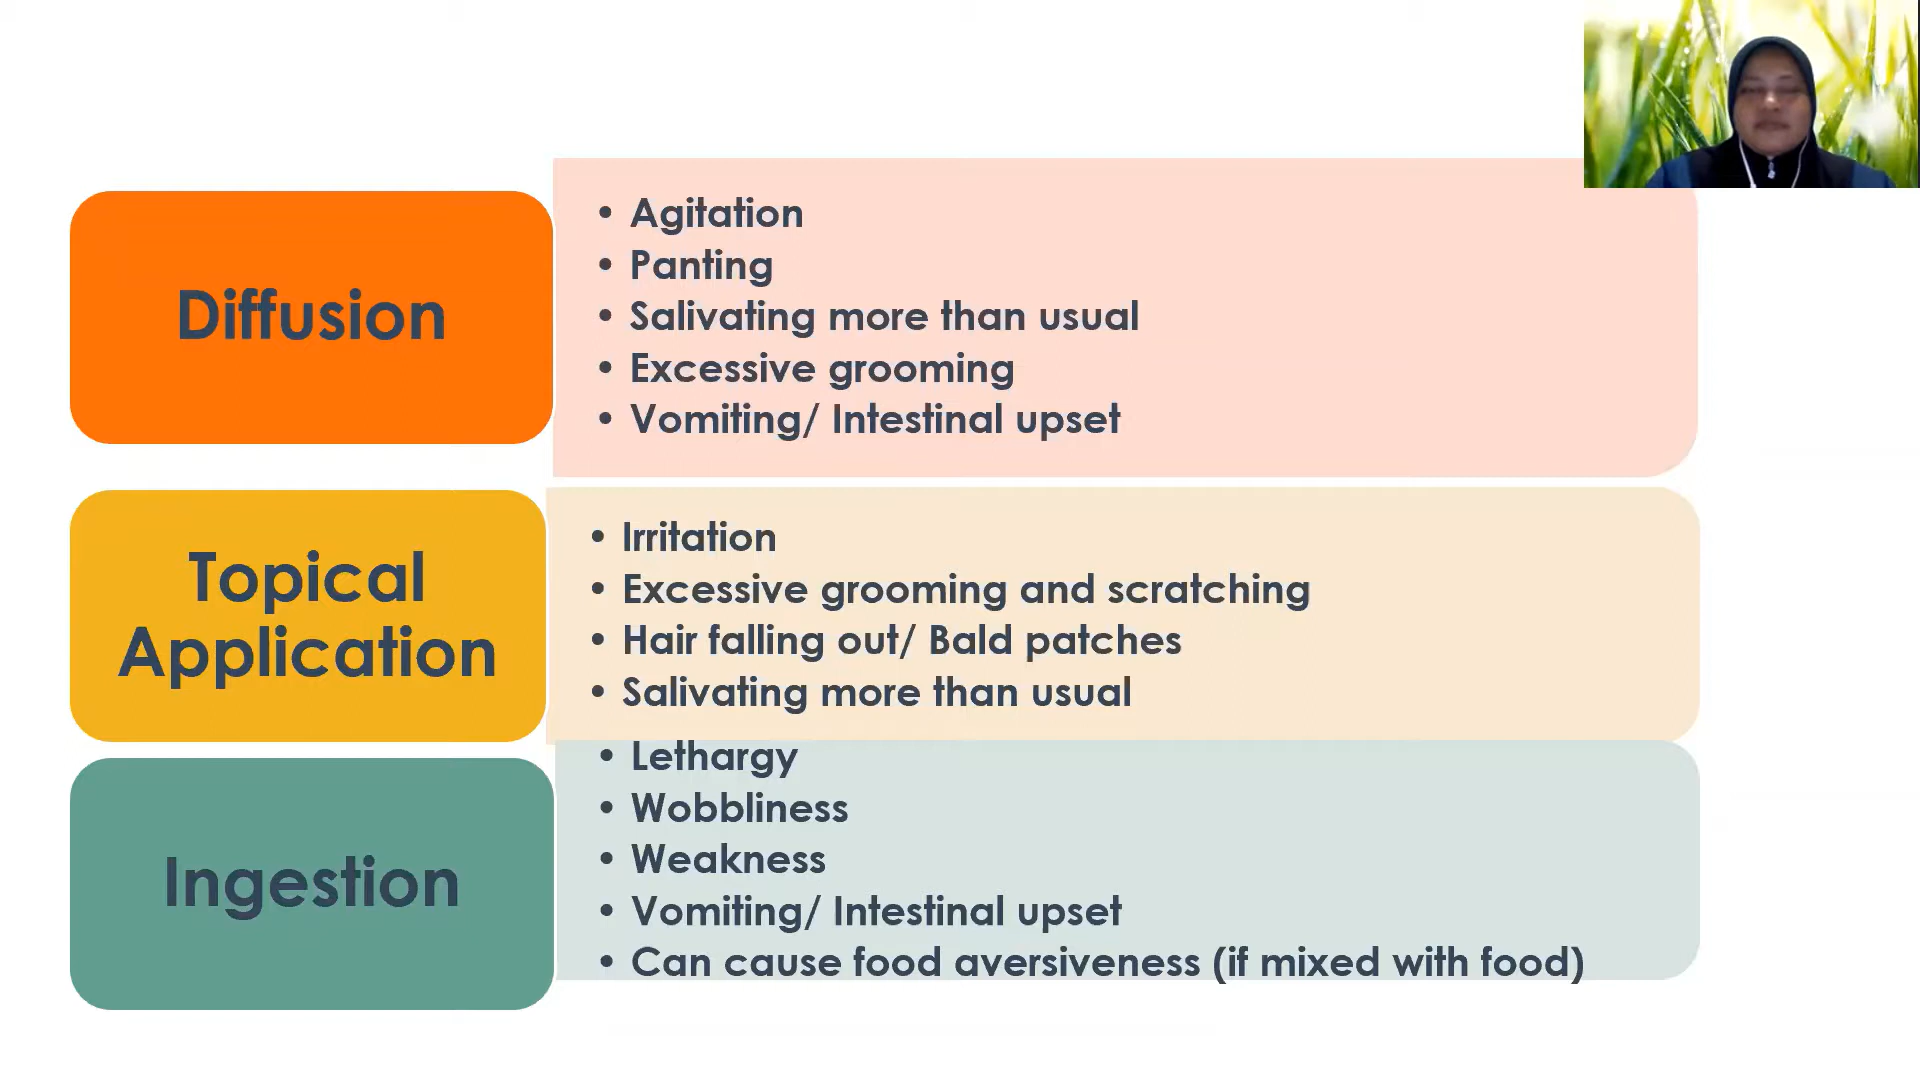 Diffusion
• Agitation
• Panting
• Salivating more than usual
• Excessive grooming
• Vomiting/ Intestinal upset
Topical
Application
• Irritation
• Excessive grooming and scratching
• Hair falling out/ Bald patches
• Salivating more than usual
Ingestion
• Lethargy
• Wobbliness
• Weakness
• Vomiting/ Intestinal upset
• Can cause food aversiveness (if mixed with food)